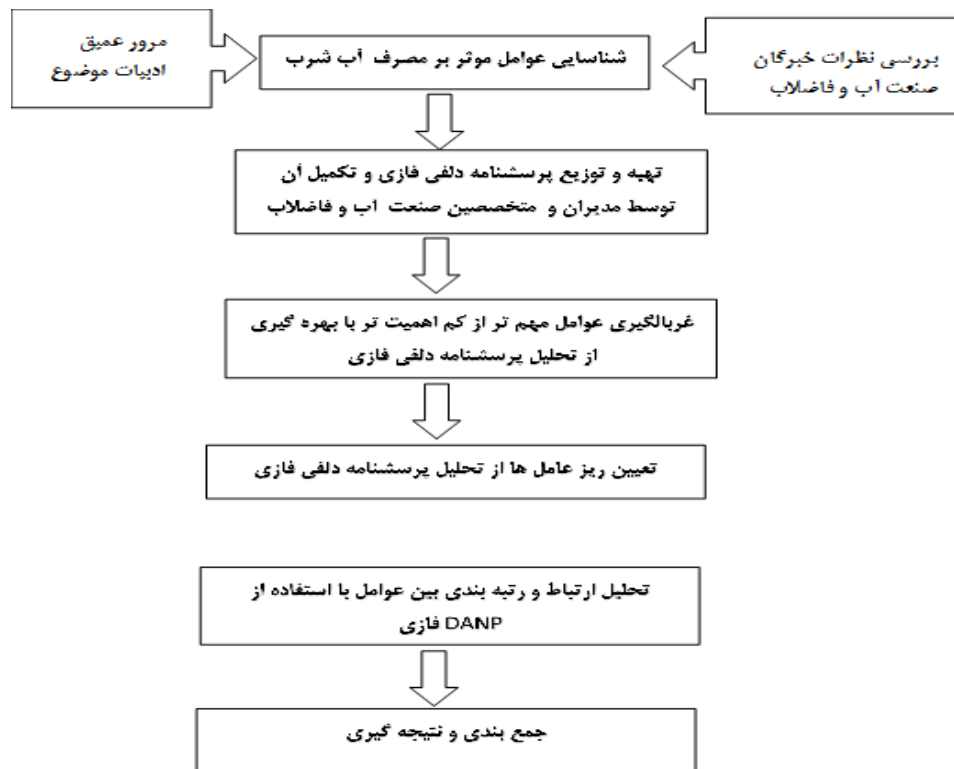 مرور عمیق
ادبیات موضوع
شناسایی عوامل موثر بر مصرف آب شرب
بررسی نظرات خبرگان
صنعت آب و فاضلاب
تهیه و توزیع پرسشنامه دلفی فازی و تکمیل آن
توسط مدیران و متخصصین صنعت آب و فاضلاب
غربالگیری عوامل مهم تر از کم اهمیت تر با بهره گیری
از تحلیل پرسشنامه دلفی فازی
تعیین ریز عامل ها از تحلیل پرسشنامه دلفی فازی
تحلیل ارتباط و رتبه بندی بین عوامل با استفاده از
DANP فازی
جمع بندی و نتیجه گیری